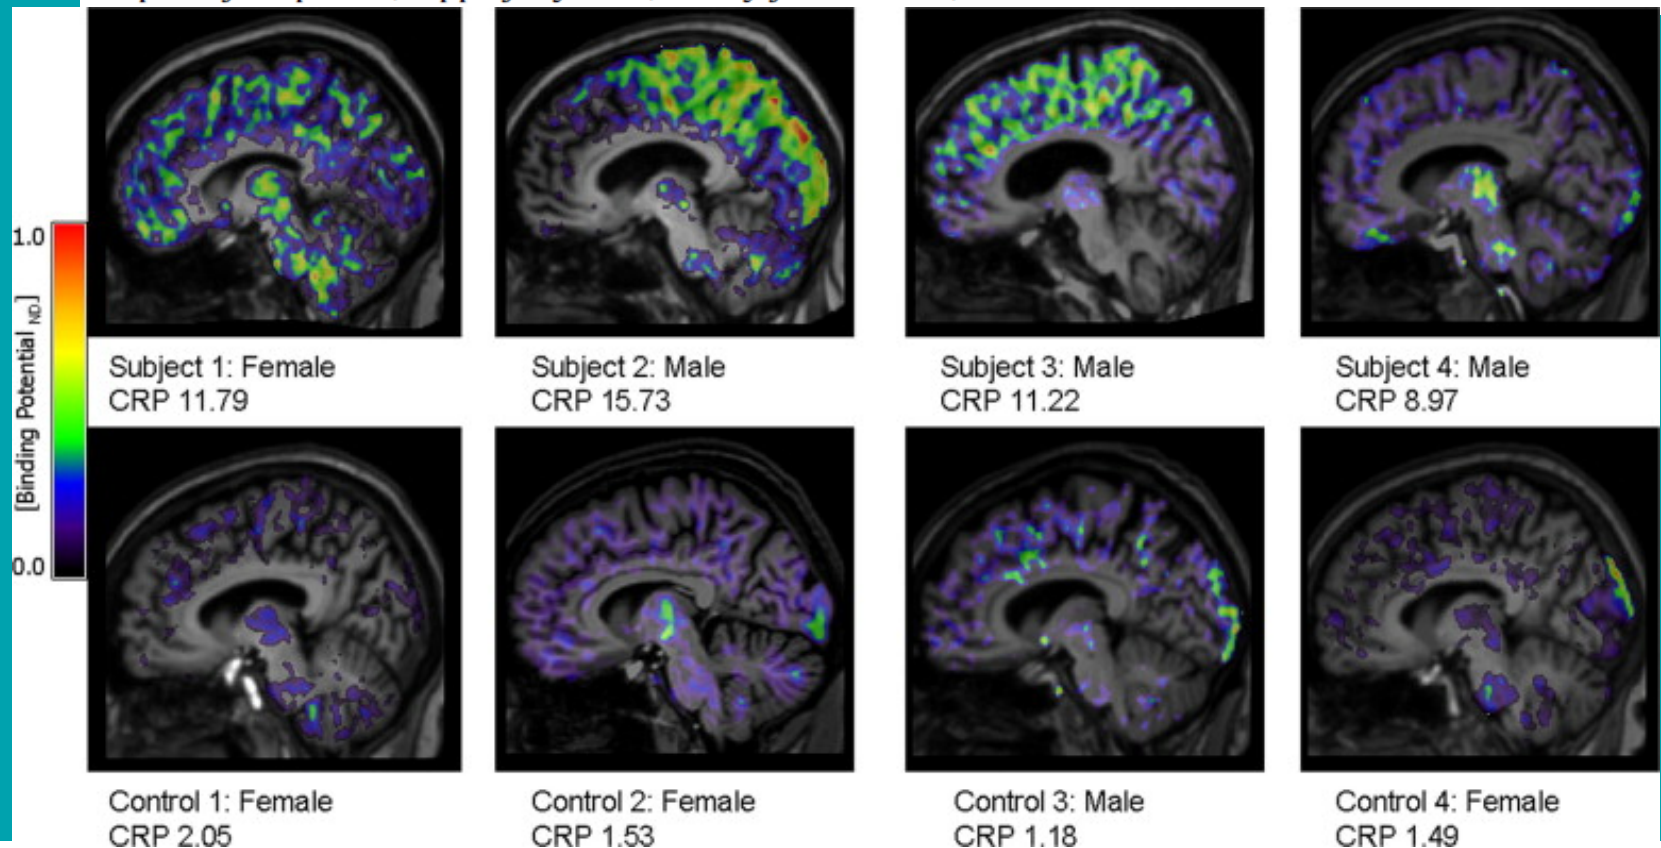 1.0
[Binding Potential ND]
0.0
Subject 1: Female
CRP 11.79
Subject 2: Male
CRP 15.73
Subject 3: Male
CRP 11.22
Subject 4: Male
CRP 8.97
Control 1: Female
CRP 2.05
Control 2: Female
CRP 1.53
Control 3: Male
CRP 1.18
Control 4: Female
CRP 1.49